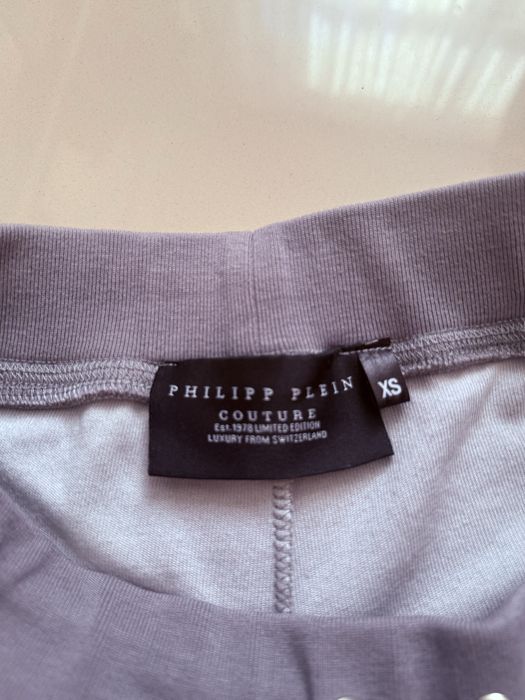 PHILIPP PLEIN
COUTURE
Est.1978 LIMITED EDITION
LUXURY FROM SWITZERLAND
XS